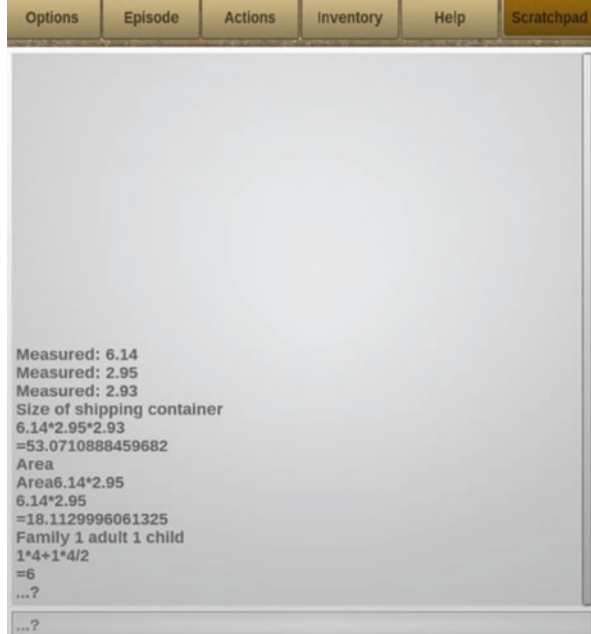 Options Episode Actions Inventory Help Scratchpad
Measured: 6.14
Measured: 2.95
Measured: 2.93
Size of shipping container
6.14*2.95*2.93
=53.0710888459682
Area
Area6.14*2.95
6.14*2.95
=18.1129996061325
Family 1 adult 1 child
1*4+1*4/2
=6
...?
...?